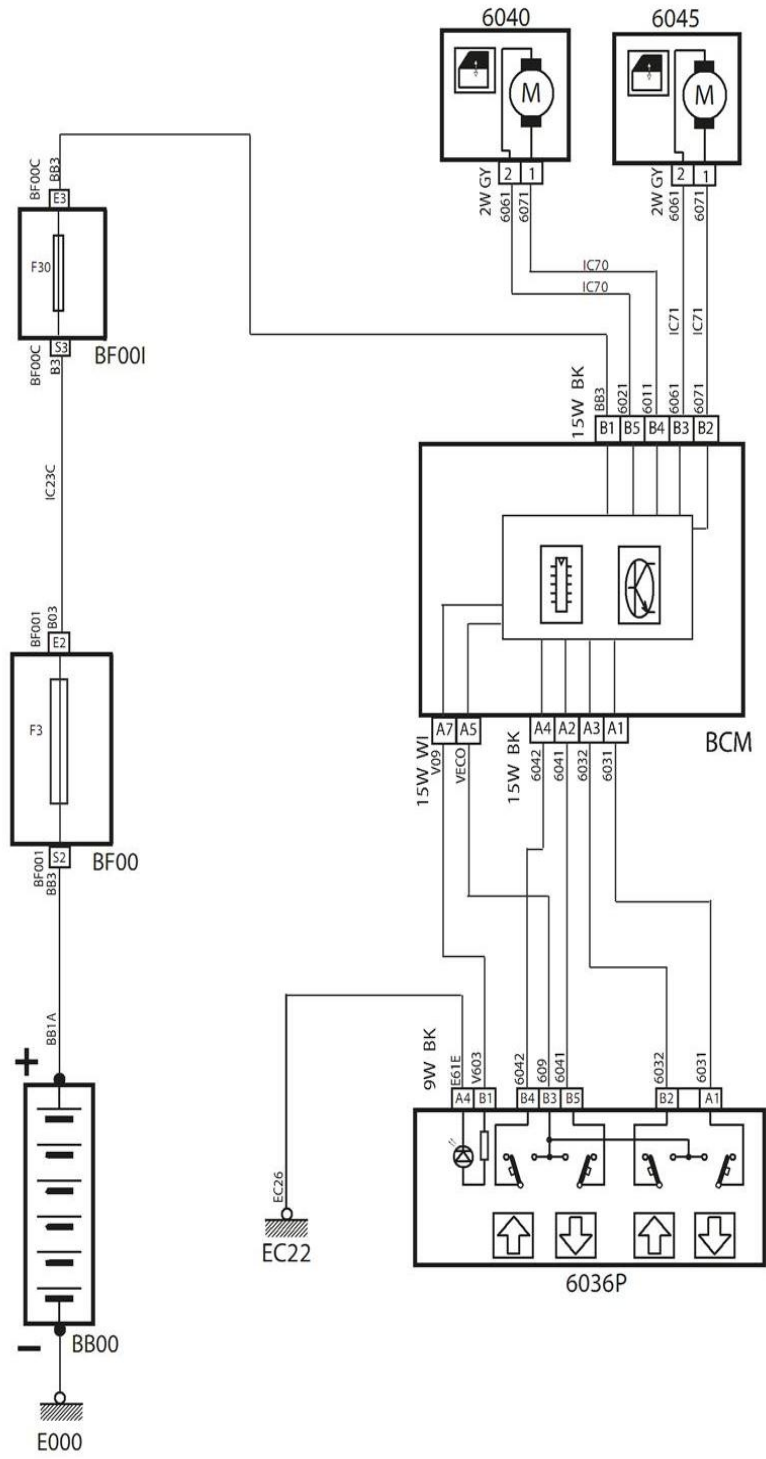 6040
6045
M
M
2W GY
2
1
2W GY
2
1
6061
6071
6061
6071
BF00C
BB3
E3
F30
S3
BF00C
B3
BF00I
IC70
IC70
IC71
IC71
15W BK
BB3
6021
6011
6061
6071
B1
B5
B4
B3
B2
IC23C
BF001
B03
E2
F3
S2
BF001
BB3
BF00
BCM
A7
A5
A4
A2
A3
A1
15W WI
V09
VECO
15W BK
6042
6041
6032
6031
BB1A
+
9W BK
E61E
V603
6042
609
6041
6032
6031
A4
B1
B4
B3
B5
B2
A1
EC26
EC22
6036P
–
BB00
E000